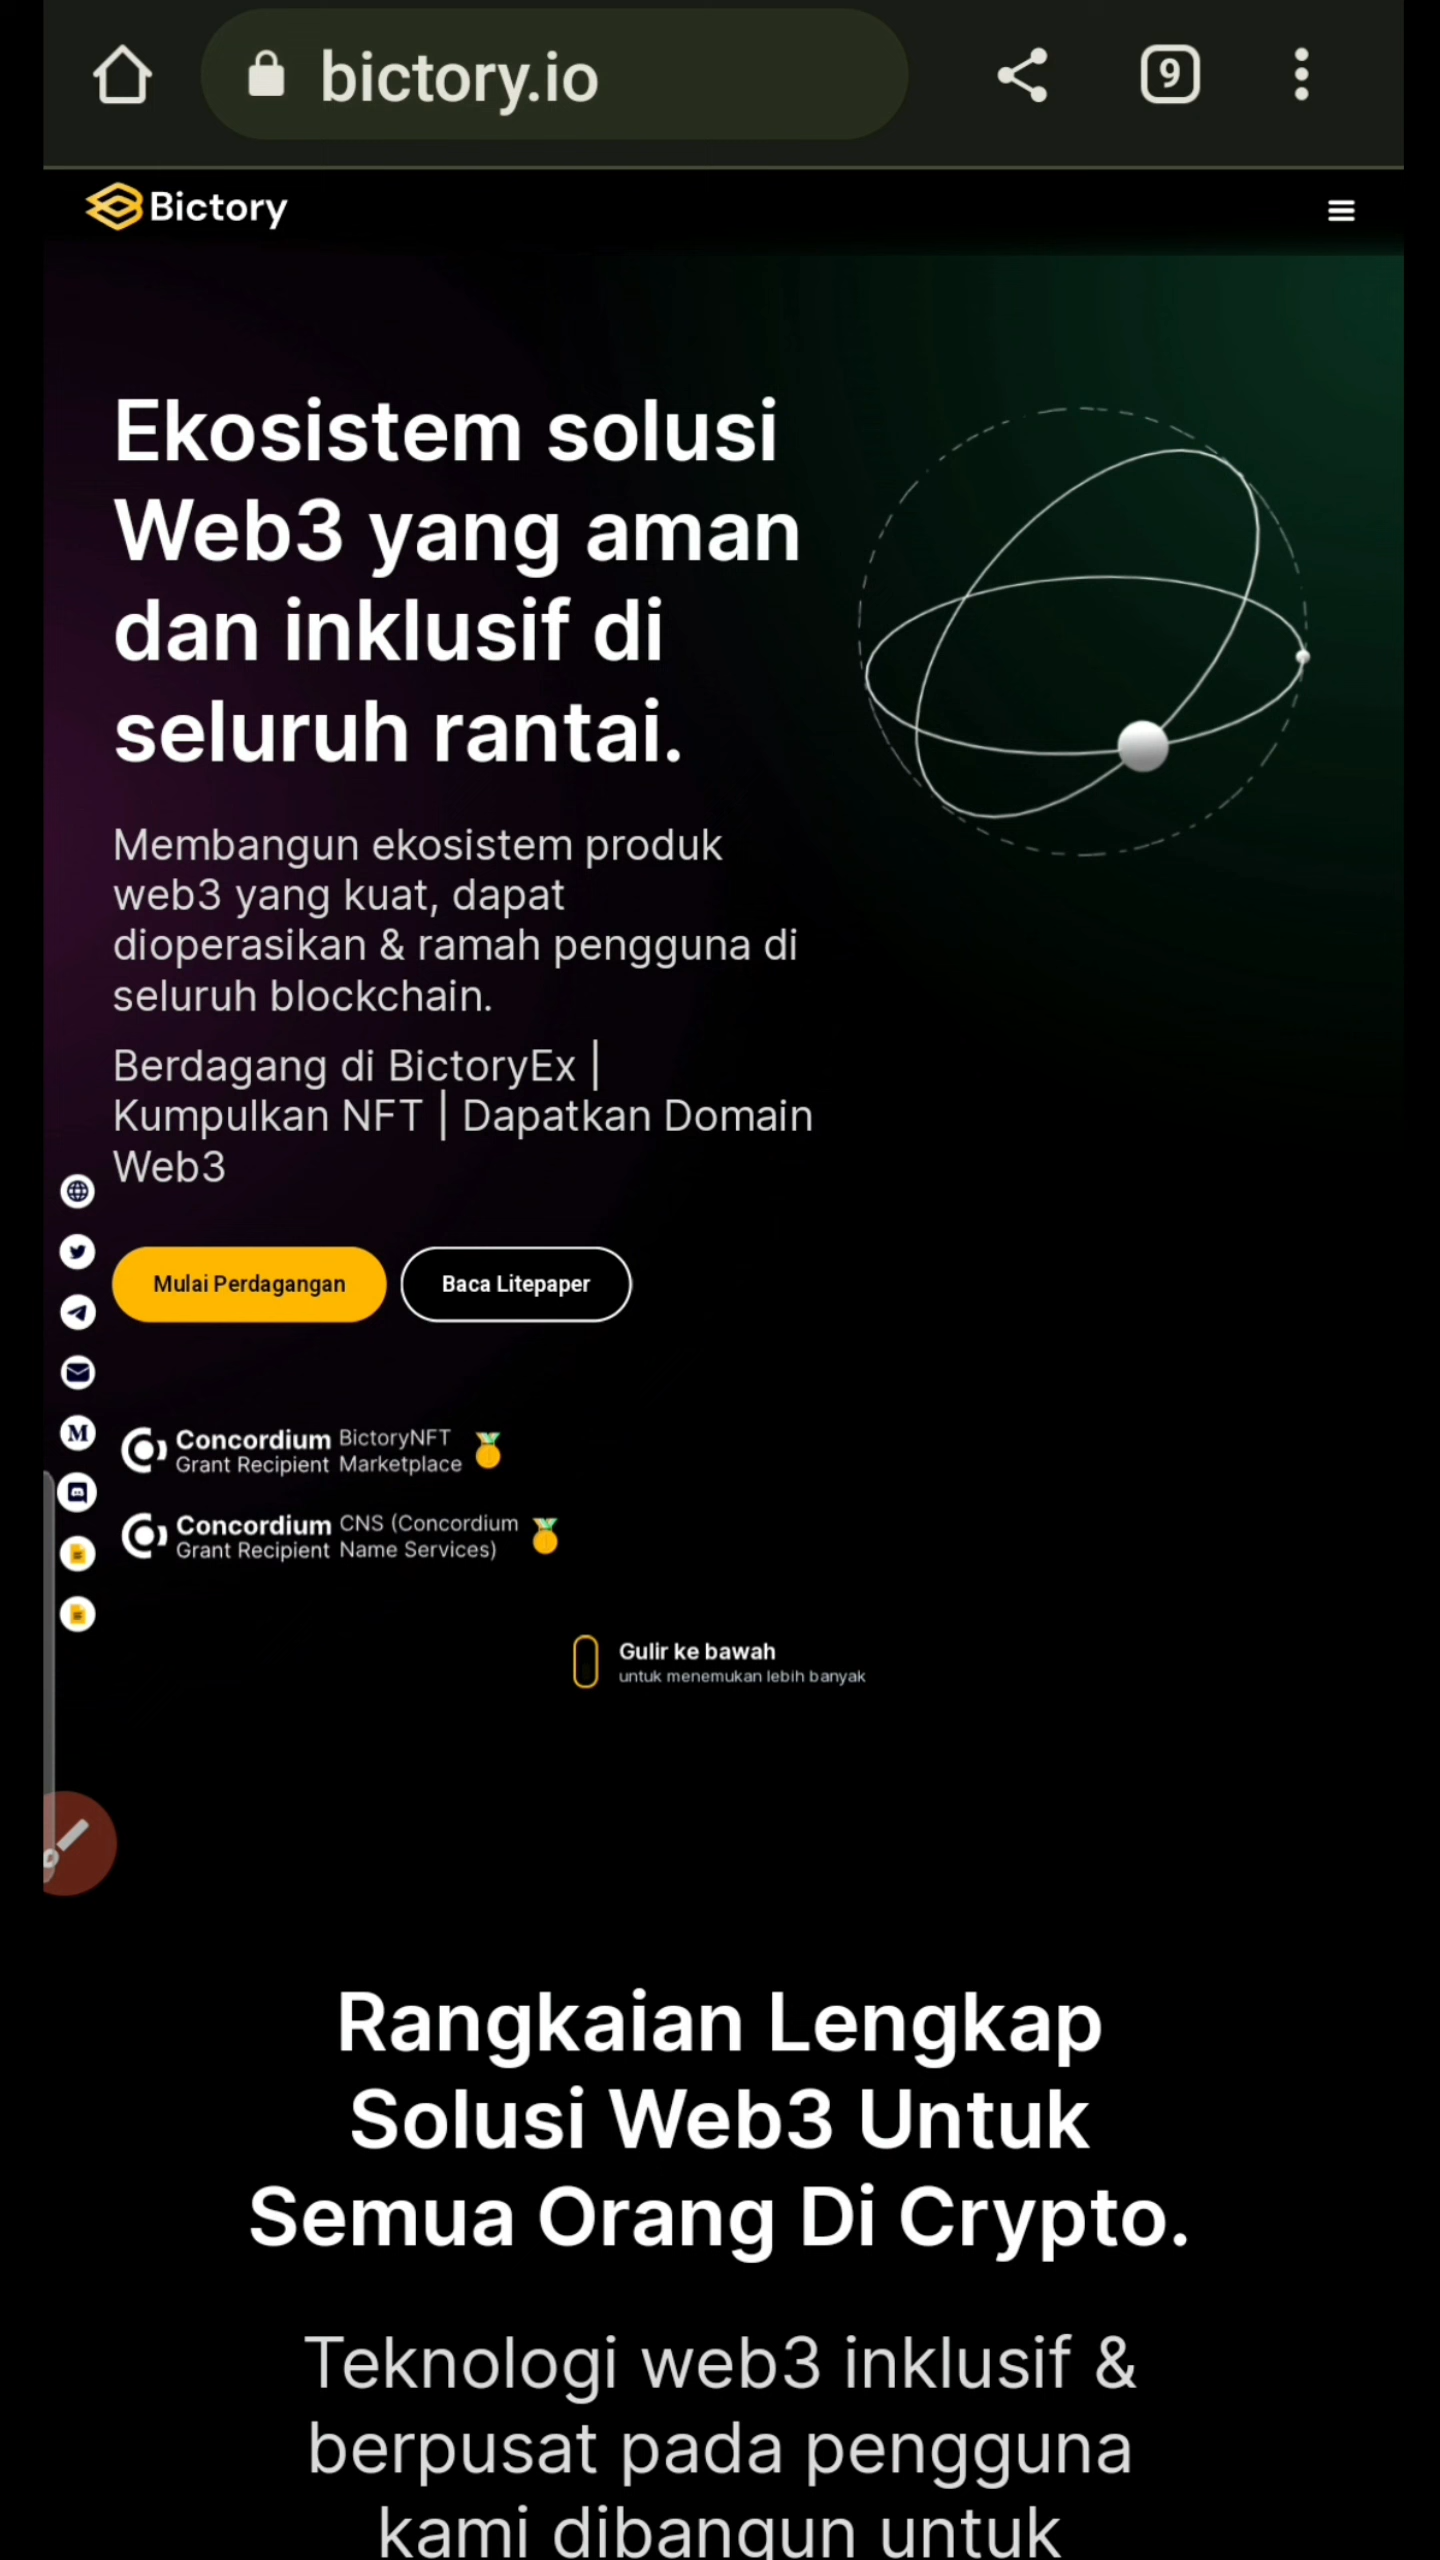 bictory.io
9
Bictory
Ekosistem solusi
Web3 yang aman
dan inklusif di
seluruh rantai.
Membangun ekosistem produk
web3 yang kuat, dapat
dioperasikan & ramah pengguna di
seluruh blockchain.
Berdagang di BictoryEx |
Kumpulkan NFT | Dapatkan Domain
Web3
Mulai Perdagangan
Baca Litepaper
M
Concordium BictoryNFT
Grant Recipient Marketplace
Concordium CNS (Concordium
Grant Recipient Name Services)
Gulir ke bawah
untuk menemukan lebih banyak
Rangkaian Lengkap
Solusi Web3 Untuk
Semua Orang Di Crypto.
Teknologi web3 inklusif &
berpusat pada pengguna
kami dibangun untuk